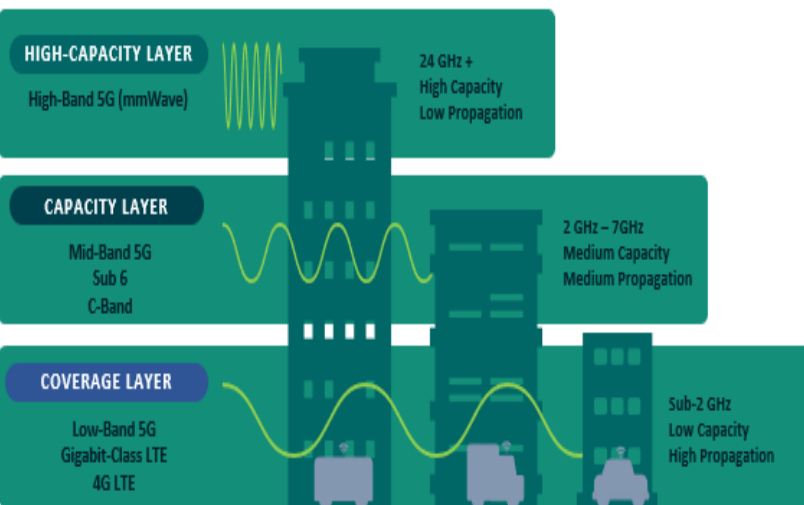 HIGH-CAPACITY LAYER
High-Band 5G (mmWave)
24 GHz +
High Capacity
Low Propagation
CAPACITY LAYER
Mid-Band 5G
Sub 6
C-Band
2 GHz – 7GHz
Medium Capacity
Medium Propagation
COVERAGE LAYER
Low-Band 5G
Gigabit-Class LTE
4G LTE
Sub-2 GHz
Low Capacity
High Propagation